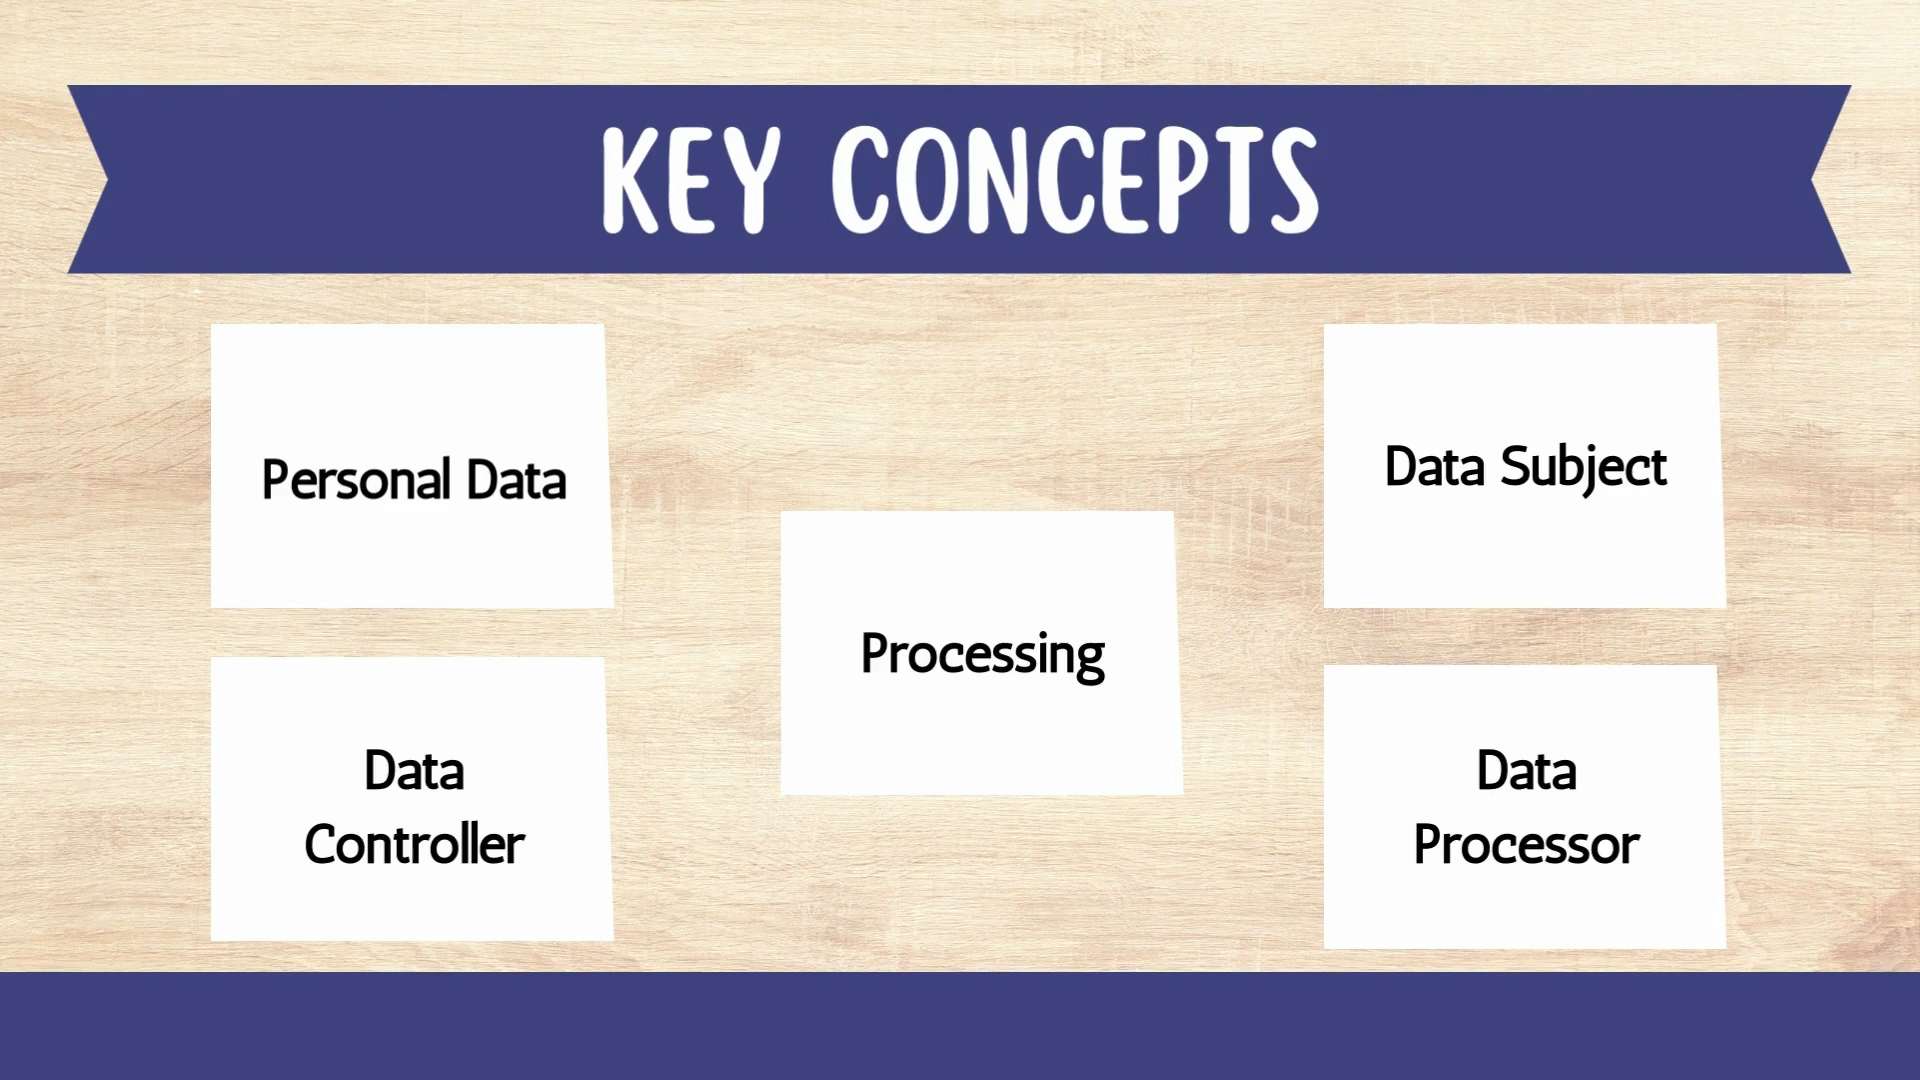 KEY CONCEPTS
Personal Data
Data Subject
Processing
Data
Controller
Data
Processor